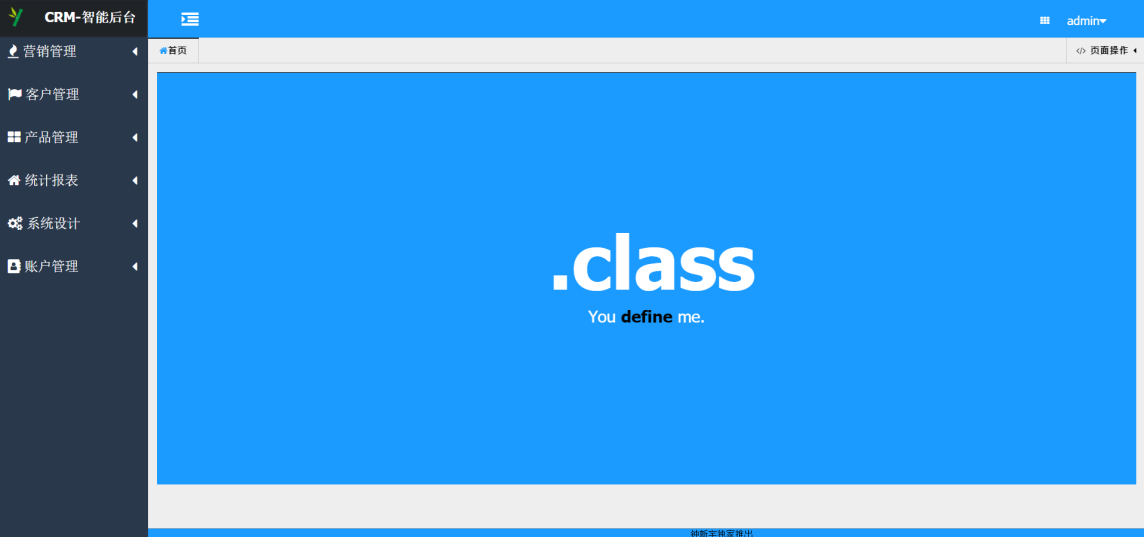 CRM-智能后台
admin
营销管理
首页
页面操作
客户管理
产品管理
统计报表
系统设计
账户管理
.class
You define me.